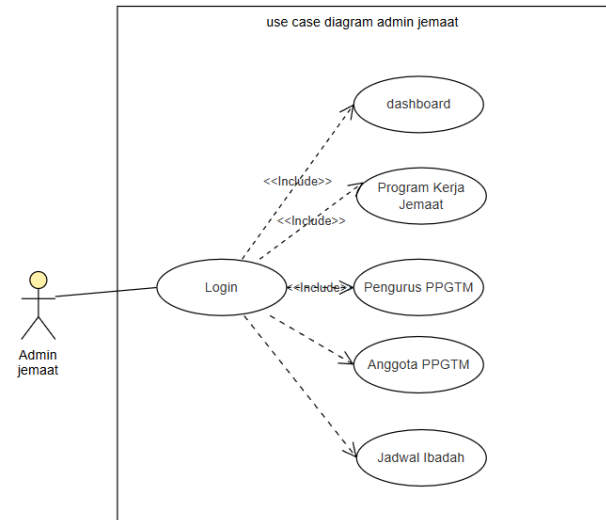 use case diagram admin jemaat
dashboard
<<Include>>
Program Kerja
Jemaat
<<Include>>
Login
<<Include>>
Pengurus PPGTM
Admin
jemaat
Anggota PPGTM
Jadwal Ibadah